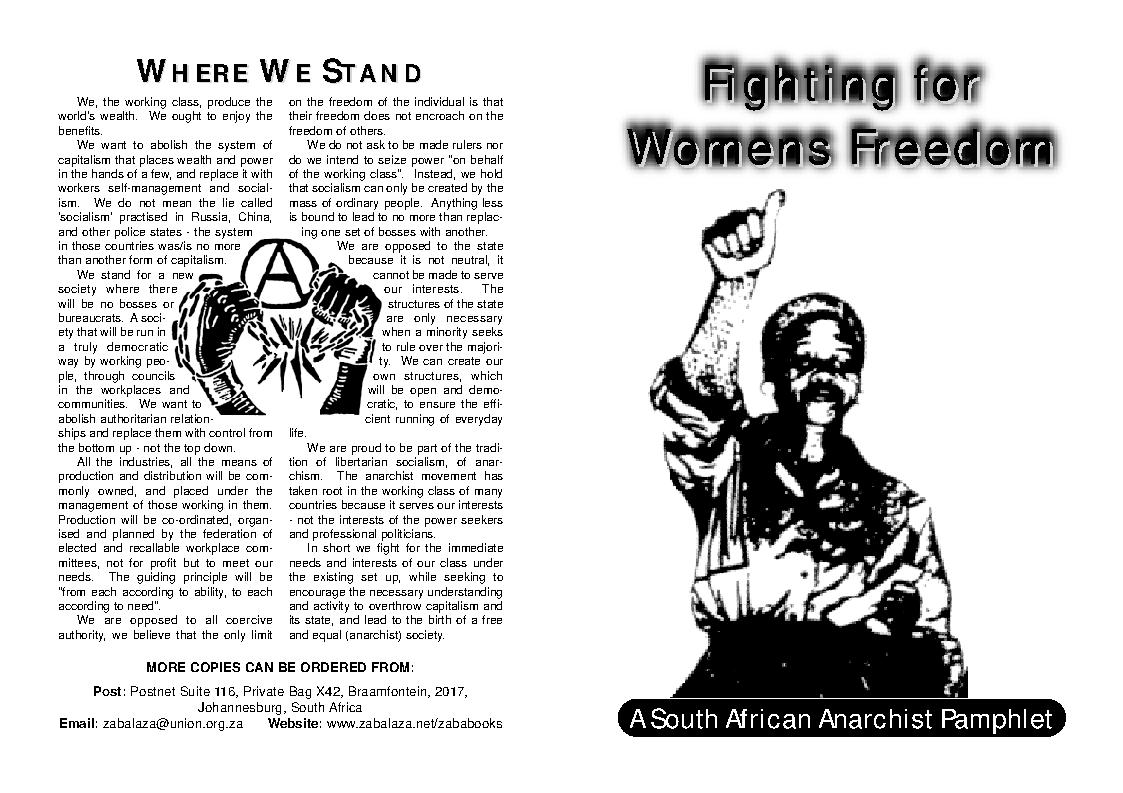 WHERE WE STAND
We, the working class, produce the
world's wealth. We ought to enjoy the
benefits.
We want to abolish the system of
capitalism that places wealth and power
in the hands of a few, and replace it with
workers self-management and social-
ism. We do not mean the lie called
'socialism' practised in Russia, China,
and other police states - the system
in those countries was/is no more
than another form of capitalism.
We stand for a new
society where there
will be no bosses or
bureaucrats. A soci-
ety that will be run in
a truly democratic
way by working peo-
ple, through councils
in the workplaces and
communities. We want to
abolish authoritarian relation-
ships and replace them with control from
the bottom up - not the top down.
All the industries, all the means of
production and distribution will be com-
monly owned, and placed under the
management of those working in them.
Production will be co-ordinated, organ-
ised and planned by the federation of
elected and recallable workplace com-
mittees, not for profit but to meet our
needs. The guiding principle will be
"from each according to ability, to each
according to need".
We are opposed to all coercive
authority, we believe that the only limit
on the freedom of the individual is that
their freedom does not encroach on the
freedom of others.
We do not ask to be made rulers nor
do we intend to seize power "on behalf
of the working class". Instead, we hold
that socialism can only be created by the
mass of ordinary people. Anything less
is bound to lead to no more than replac-
ing one set of bosses with another.
We are opposed to the state
because it is not neutral, it
cannot be made to serve
our interests. The
structures of the state
are only necessary
when a minority seeks
to rule over the majori-
ty. We can create our
own structures, which
will be open and demo-
cratic, to ensure the effi-
cient running of everyday
life.
We are proud to be part of the tradi-
tion of libertarian socialism, of anar-
chism. The anarchist movement has
taken root in the working class of many
countries because it serves our interests
- not the interests of the power seekers
and professional politicians.
In short we fight for the immediate
needs and interests of our class under
the existing set up, while seeking to
encourage the necessary understanding
and activity to overthrow capitalism and
its state, and lead to the birth of a free
and equal (anarchist) society.
MORE COPIES CAN BE ORDERED FROM:
Post: Postnet Suite 116, Private Bag X42, Braamfontein, 2017,
Johannesburg, South Africa
Email: zabalaza@union.org.za Website: www.zabalaza.net/zababooks
Fighting for
Womens Freedom
A South African Anarchist Pamphlet